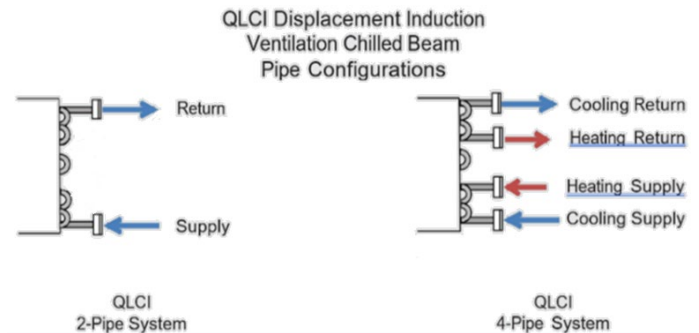 QLCI Displacement Induction
Ventilation Chilled Beam
Pipe Configurations
Return
Supply
QLCI
2-Pipe System
Cooling Return
Heating Return
Heating Supply
Cooling Supply
QLCI
4-Pipe System